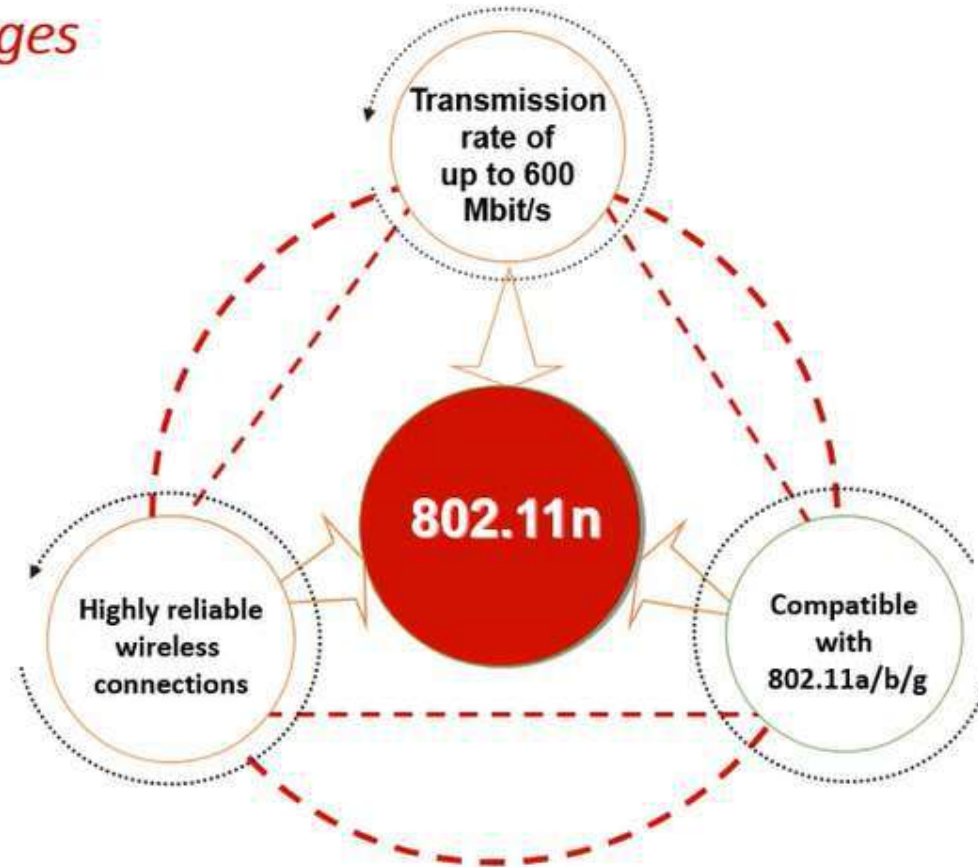 ges
Transmission
rate of
up to 600
Mbit/s
802.11n
Highly reliable
wireless
connections
Compatible
with
802.11a/b/g